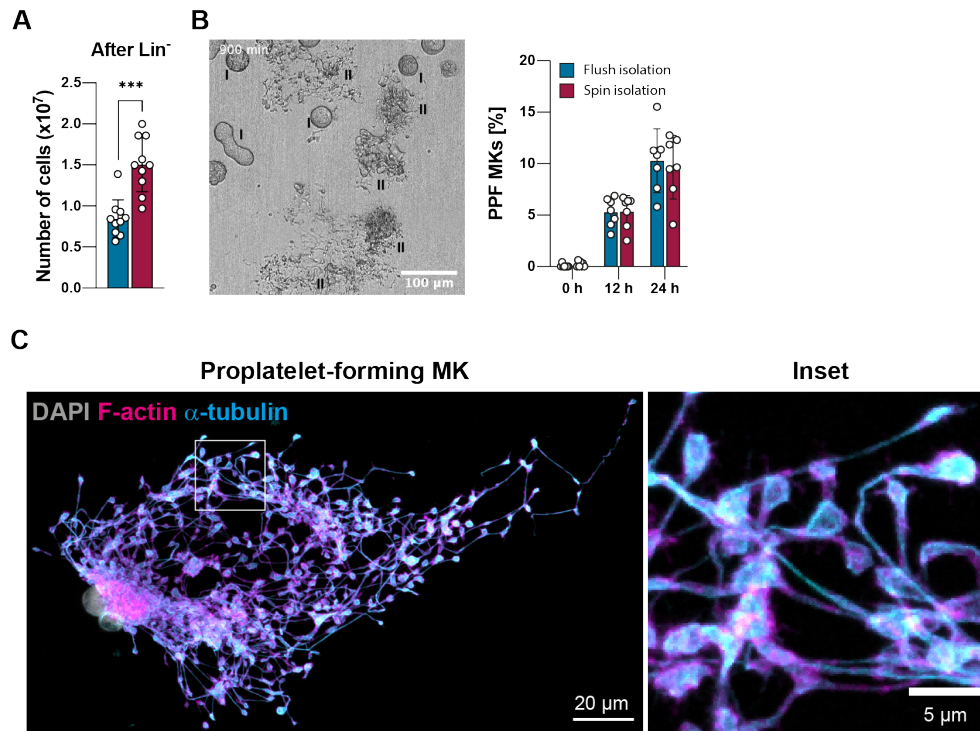 A
After Lin⁻
Number of cells (x10⁷)
2.5
2.0
1.5
1.0
0.5
0.0
***
B
900 min
I
II
I
II
I
I
II
II
II
100 µm
PPF MKs [%]
20
15
10
5
0
Flush isolation
Spin isolation
0 h 12 h 24 h
C
Proplatelet-forming MK
Inset
DAPI F-actin α-tubulin
20 µm
5 µm